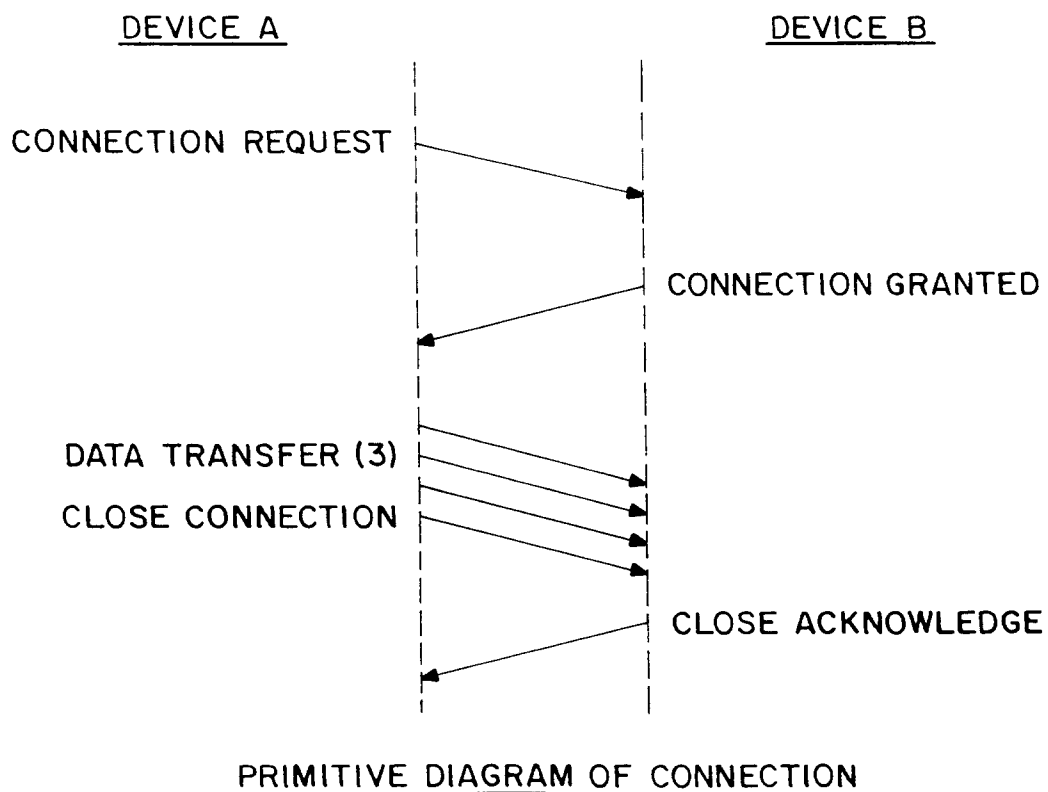 DEVICE A
DEVICE B
CONNECTION REQUEST
CONNECTION GRANTED
DATA TRANSFER (3)
CLOSE CONNECTION
CLOSE ACKNOWLEDGE
PRIMITIVE DIAGRAM OF CONNECTION